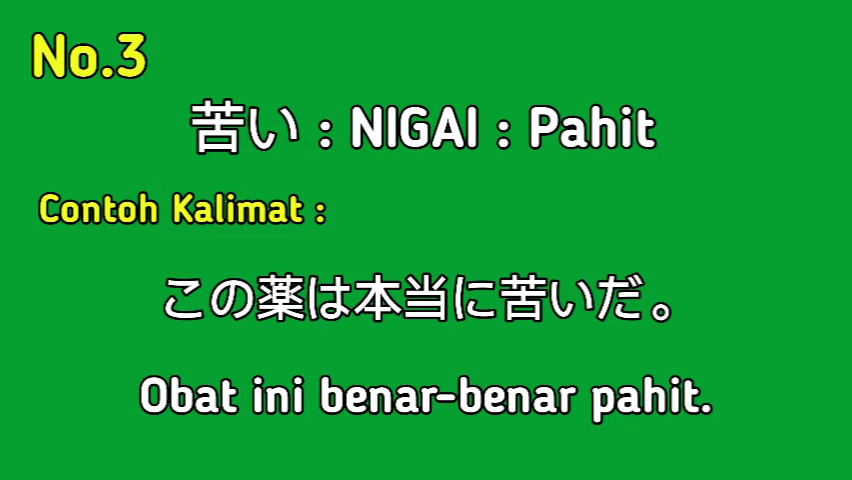 No.3
苦い : NIGAI : Pahit
Contoh Kalimat :
この薬は本当に苦いだ。
Obat ini benar-benar pahit.